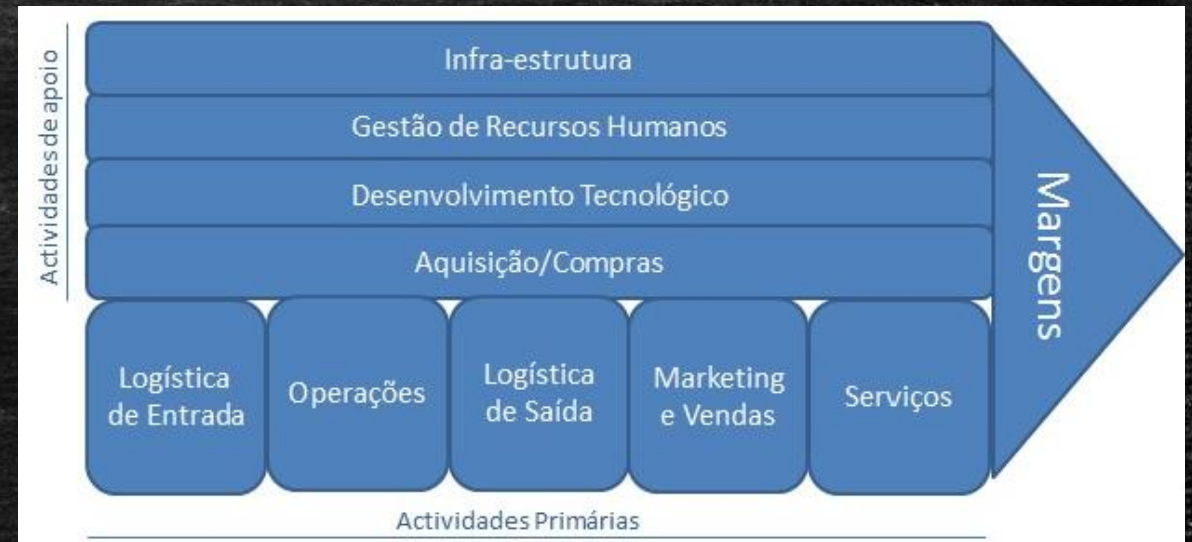 Actividades de apoio
Infra-estrutura
Gestão de Recursos Humanos
Desenvolvimento Tecnológico
Aquisição/Compras
Logística
de Entrada
Operações
Logística
de Saída
Marketing
e Vendas
Serviços
Margens
Actividades Primárias